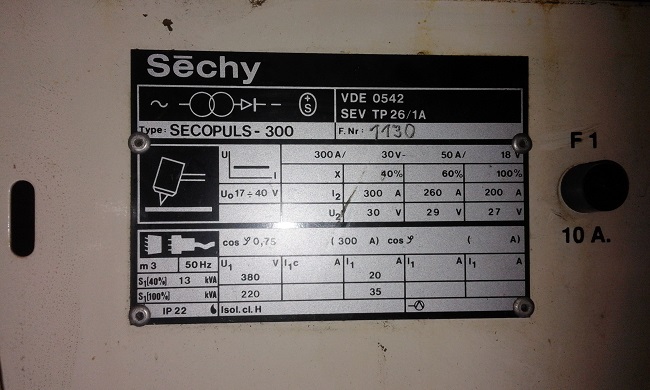 Sēchy
VDE 0542
SEV TP 26/1A
S
Type: SECOPULS - 300 F. Nr: 1130
U I 300 A / 30 V - 50 A / 18 V
X 40% 60% 100%
U₀ 17 ÷ 40 V I₂ 300 A 260 A 200 A
U₂ 30 V 29 V 27 V
cos φ 0,75 ( 300 A) cos φ ( A)
m 3 50 Hz U₁ V I₁c A I₁ A I₁ A I₁ A
S₁(40%) 13 kVA 380 20
S₁(100%) kVA 220 35
IP 22 Isol. cl. H
F 1
10 A.